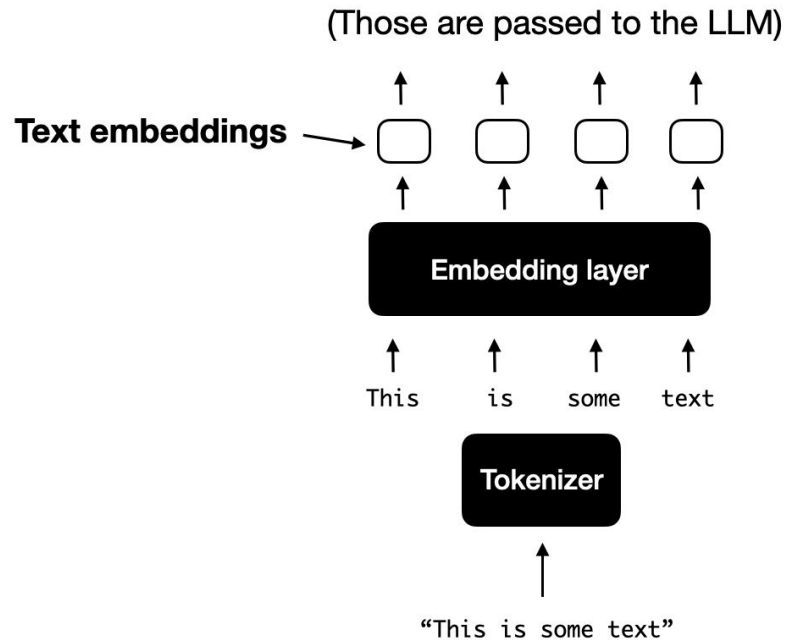 (Those are passed to the LLM)
Text embeddings
Embedding layer
This is some text
Tokenizer
“This is some text”